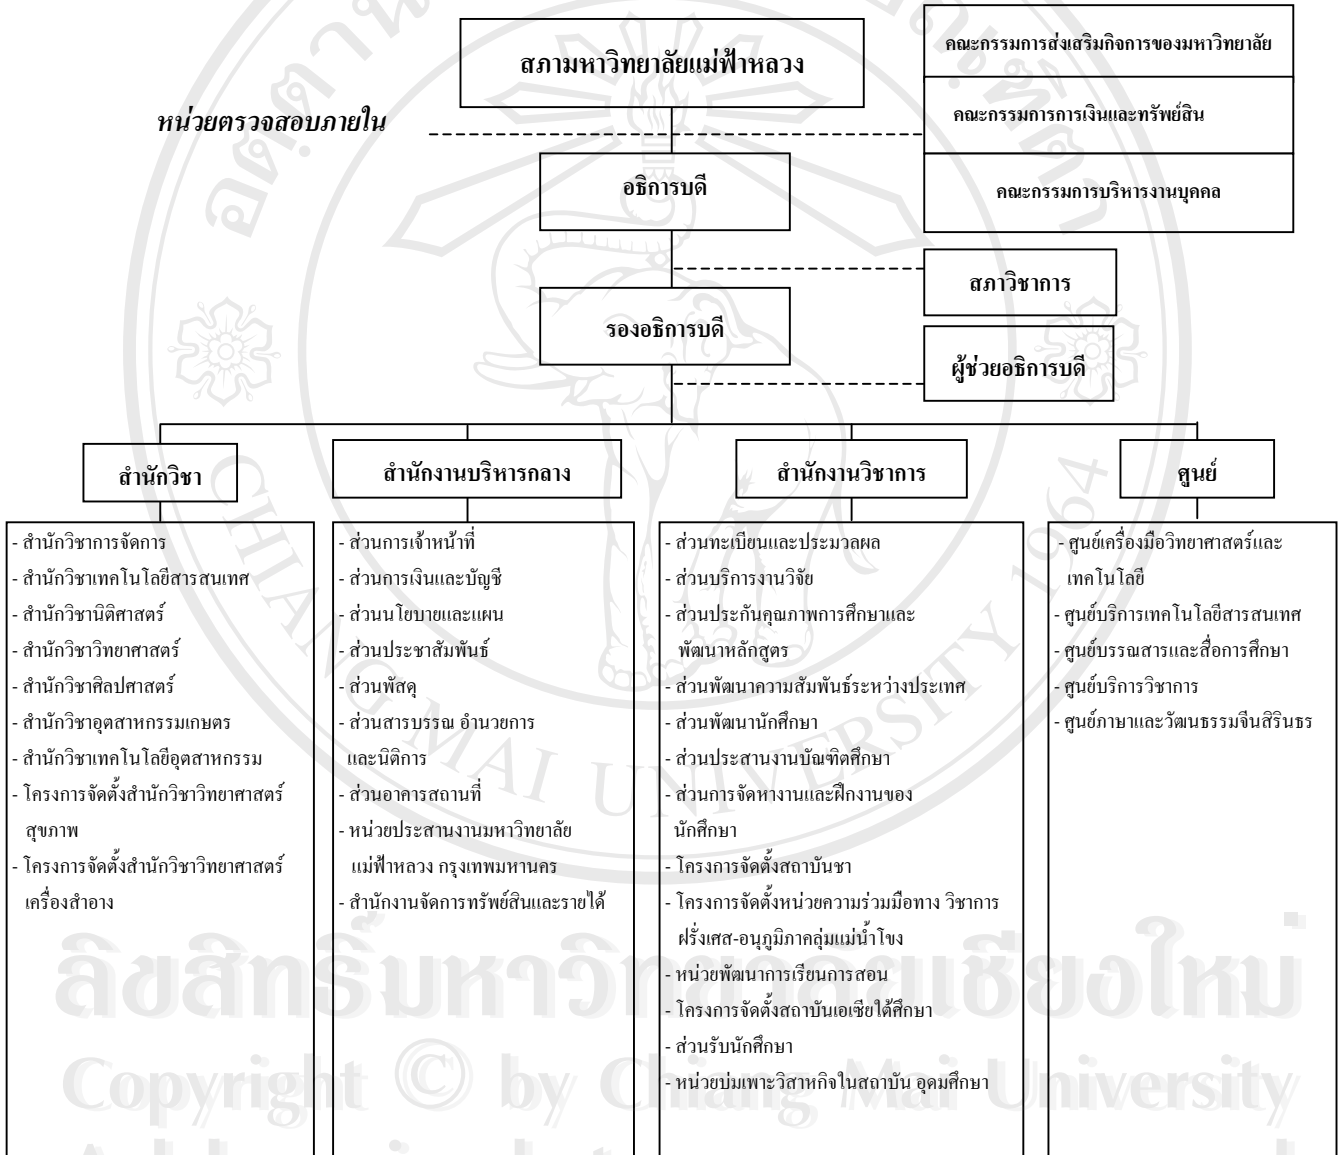 สภามหาวิทยาลัยแม่ฟ้าหลวง
คณะกรรมการส่งเสริมกิจการของมหาวิทยาลัย
หน่วยตรวจสอบภายใน
คณะกรรมการการเงินและทรัพย์สิน
อธิการบดี
คณะกรรมการบริหารงานบุคคล
สภาวิชาการ
รองอธิการบดี
ผู้ช่วยอธิการบดี
สำนักวิชา
- สำนักวิชาการจัดการ
- สำนักวิชาเทคโนโลยีสารสนเทศ
- สำนักวิชานิติศาสตร์
- สำนักวิชาวิทยาศาสตร์
- สำนักวิชาศิลปศาสตร์
- สำนักวิชาอุตสาหกรรมเกษตร
- สำนักวิชาเทคโนโลยีอุตสาหกรรม
- โครงการจัดตั้งสำนักวิชาวิทยาศาสตร์
สุขภาพ
- โครงการจัดตั้งสำนักวิชาวิทยาศาสตร์
เครื่องสำอาง
สำนักงานบริหารกลาง
- ส่วนการเจ้าหน้าที่
- ส่วนการเงินและบัญชี
- ส่วนนโยบายและแผน
- ส่วนประชาสัมพันธ์
- ส่วนพัสดุ
- ส่วนสารบรรณ อำนวยการ
และนิติการ
- ส่วนอาคารสถานที่
- หน่วยประสานงานมหาวิทยาลัย
แม่ฟ้าหลวง กรุงเทพมหานคร
- สำนักงานจัดการทรัพย์สินและรายได้
สำนักงานวิชาการ
- ส่วนทะเบียนและประมวลผล
- ส่วนบริการงานวิจัย
- ส่วนประกันคุณภาพการศึกษาและ
พัฒนาหลักสูตร
- ส่วนพัฒนาความสัมพันธ์ระหว่างประเทศ
- ส่วนพัฒนานักศึกษา
- ส่วนประสานงานบัณฑิตศึกษา
- ส่วนการจัดหางานและฝึกงานของ
นักศึกษา
- โครงการจัดตั้งสถาบันชา
- โครงการจัดตั้งหน่วยความร่วมมือทาง วิชาการ
ฝรั่งเศส-อนุภูมิภาคลุ่มแม่น้ำโขง
- หน่วยพัฒนาการเรียนการสอน
- โครงการจัดตั้งสถาบันเอเชียใต้ศึกษา
- ส่วนรับนักศึกษา
- หน่วยบ่มเพาะวิสาหกิจในสถาบัน อุดมศึกษา
ศูนย์
- ศูนย์เครื่องมือวิทยาศาสตร์และ
เทคโนโลยี
- ศูนย์บริการเทคโนโลยีสารสนเทศ
- ศูนย์บรรณสารและสื่อการศึกษา
- ศูนย์บริการวิชาการ
- ศูนย์ภาษาและวัฒนธรรมจีนสิรินธร
CHIANG MAI UNIVERSITY 1964
ลิขสิทธิ์มหาวิทยาลัยเชียงใหม่
Copyright © by Chiang Mai University